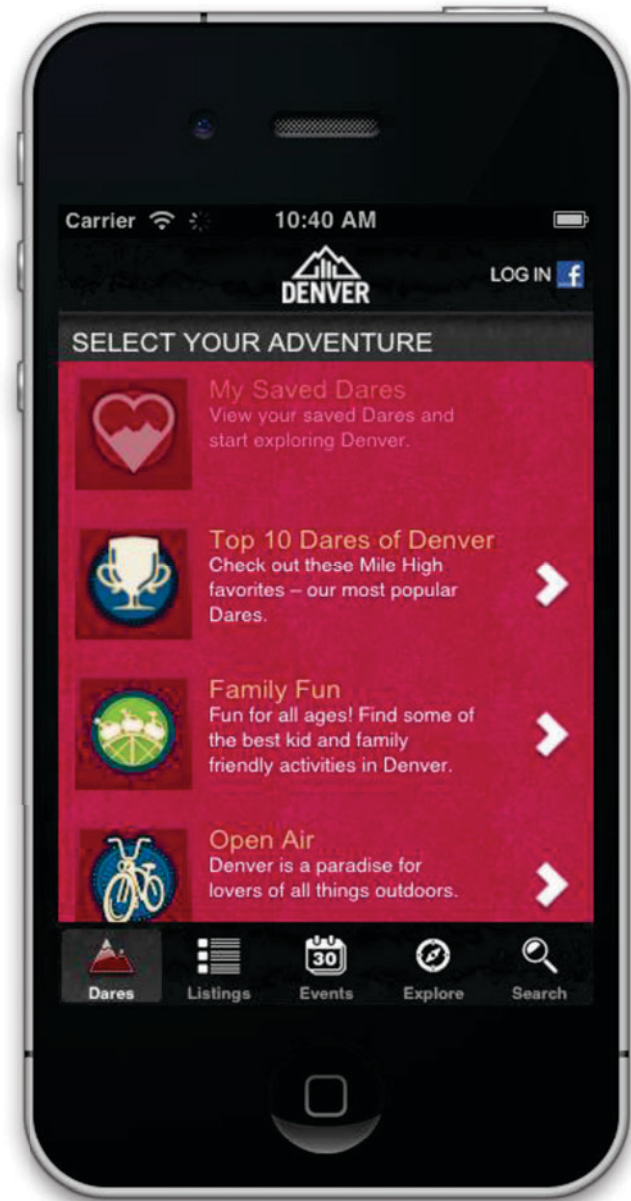 Carrier 10:40 AM
DENVER
LOG IN f
SELECT YOUR ADVENTURE
My Saved Dares
View your saved Dares and
start exploring Denver.
Top 10 Dares of Denver
Check out these Mile High
favorites – our most popular
Dares.
Family Fun
Fun for all ages! Find some of
the best kid and family
friendly activities in Denver.
Open Air
Denver is a paradise for
lovers of all things outdoors.
30
Dares Listings Events Explore Search